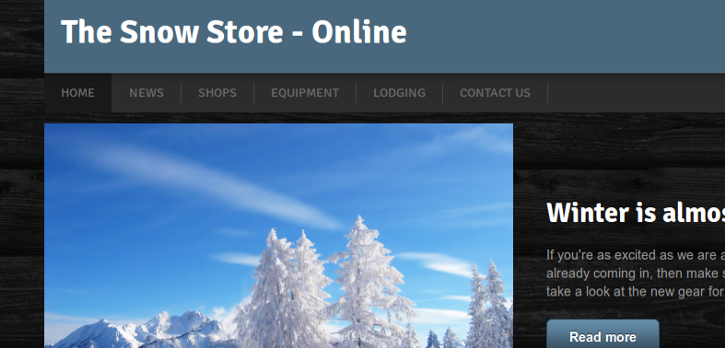 The Snow Store - Online
HOME NEWS SHOPS EQUIPMENT LODGING CONTACT US
Winter is almos
If you're as excited as we are a
already coming in, then make s
take a look at the new gear for
Read more